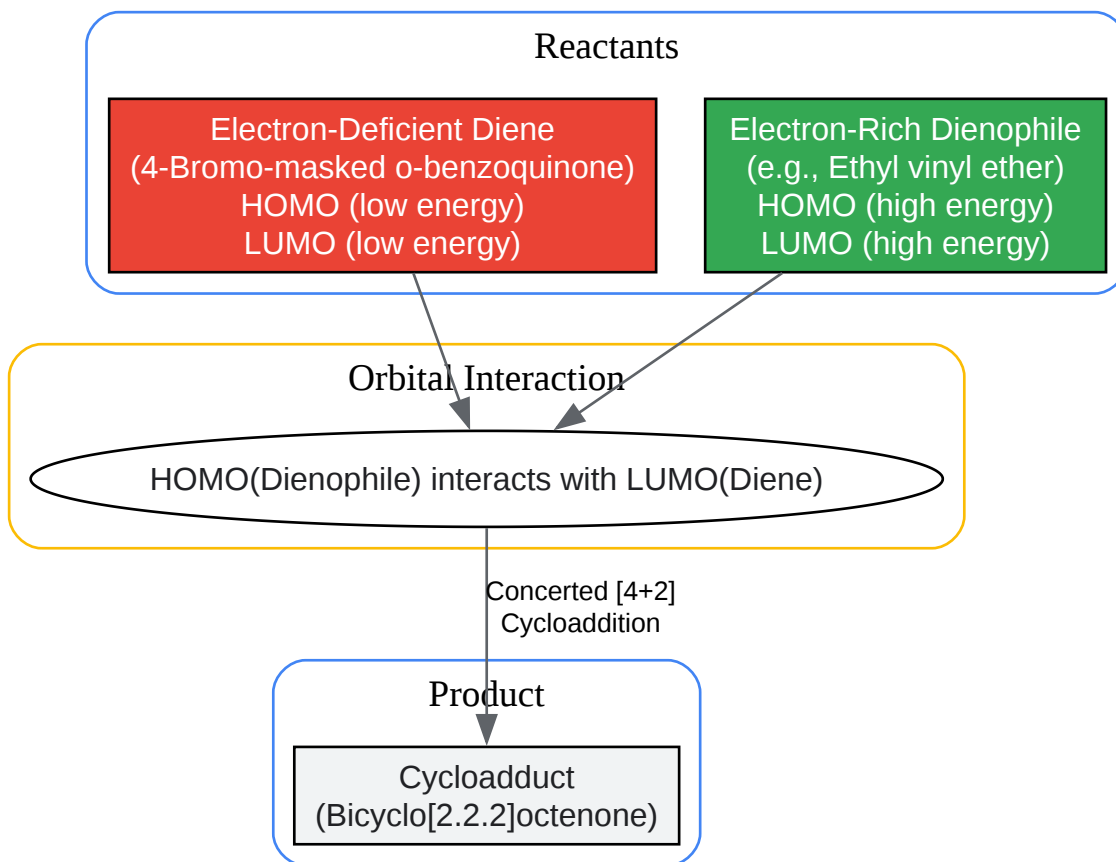 Reactants
Electron-Deficient Diene
(4-Bromo-masked o-benzoquinone)
HOMO (low energy)
LUMO (low energy)
Electron-Rich Dienophile
(e.g., Ethyl vinyl ether)
HOMO (high energy)
LUMO (high energy)
Orbital Interaction
HOMO(Dienophile) interacts with LUMO(Diene)
Concerted [4+2]
Cycloaddition
Product
Cycloadduct
(Bicyclo[2.2.2]octenone)